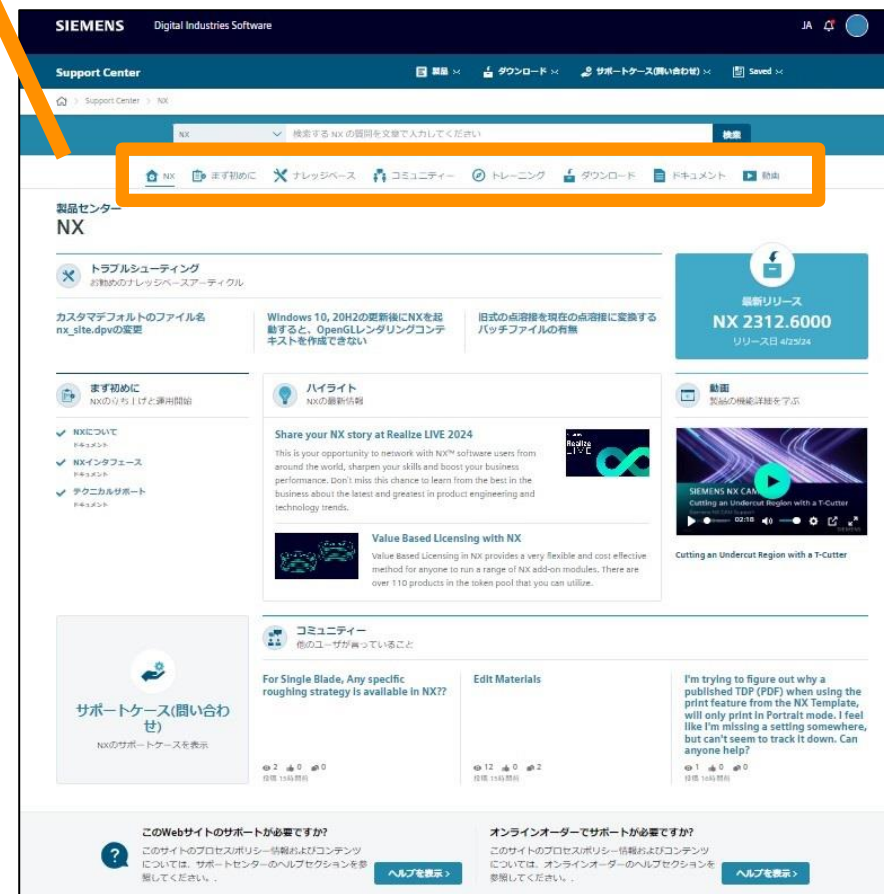 SIEMENS Digital Industries Software JA
Support Center 製品 ダウンロード サポートケース(問い合わせ) Saved
Support Center > NX
NX 検索する NX の質問を文章で入力してください 検索
NX まず初めに ナレッジベース コミュニティー トレーニング ダウンロード ドキュメント 動画
製品センター
NX
トラブルシューティング
お勧めのナレッジベースアーティクル
カスタマデフォルトのファイル名
nx_site.dpvの変更
Windows 10, 20H2の更新後にNXを起
動すると、OpenGLレンダリングコンテ
キストを作成できない
旧式の点溶接を現在の点溶接に変換する
バッチファイルの有無
最新リリース
NX 2312.6000
リリース日 4/25/24
まず初めに
NXの立ち上げと運用開始
NXについて
ドキュメント
NXインタフェース
ドキュメント
テクニカルサポート
ドキュメント
ハイライト
NXの最新情報
Share your NX story at Realize LIVE 2024
This is your opportunity to network with NX™ software users from
around the world, sharpen your skills and boost your business
performance. Don't miss this chance to learn from the best in the
business about the latest and greatest in product engineering and
technology trends.
Realize
LIVE
Value Based Licensing with NX
Value Based Licensing in NX provides a very flexible and cost effective
method for anyone to run a range of NX add-on modules. There are
over 110 products in the token pool that you can utilize.
動画
製品の機能詳細を学ぶ
SIEMENS NX CAM
Cutting an Undercut Region with a T-Cutter
02:18
SIEMENS
Cutting an Undercut Region with a T-Cutter
サポートケース(問い合わ
せ)
NXのサポートケースを表示
コミュニティー
他のユーザが言っていること
For Single Blade, Any specific
roughing strategy is available in NX??
2 0 0
投稿 15時間前
Edit Materials
12 0 2
投稿 15時間前
I'm trying to figure out why a
published TDP (PDF) when using the
print feature from the NX Template,
will only print in Portrait mode. I feel
like I'm missing a setting somewhere,
but can't seem to track it down. Can
anyone help?
1 0 0
投稿 16時間前
このWebサイトのサポートが必要ですか?
このサイトのプロセス/ポリシー情報およびコンテンツ
については、サポートセンターのヘルプセクションを参
照してください。.
ヘルプを表示 >
オンラインオーダーでサポートが必要ですか?
このサイトのプロセス/ポリシー情報およびコンテンツ
については、オンラインオーダーのヘルプセクションを
参照してください。.
ヘルプを表示 >